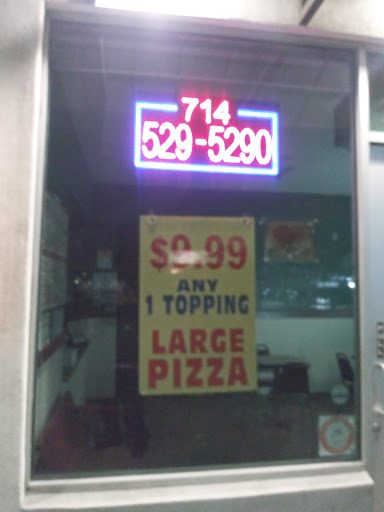 714
529-5290
$9.99
ANY
1 TOPPING
LARGE
PIZZA